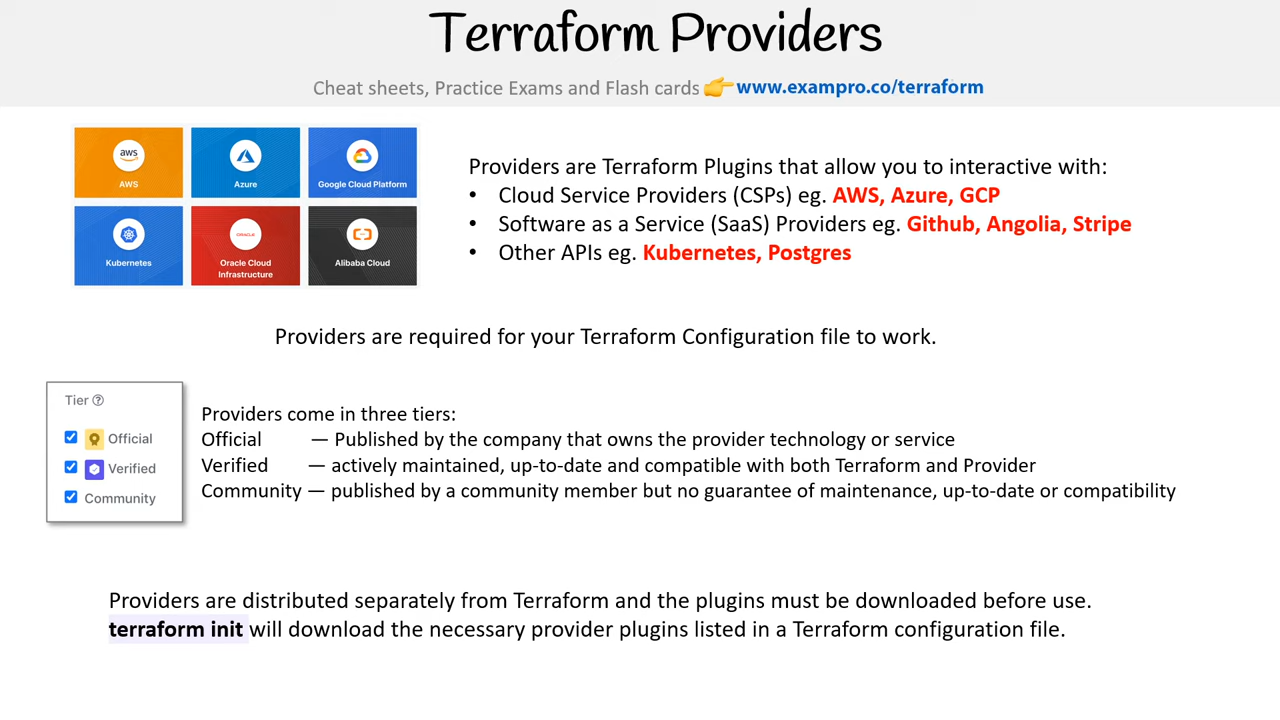 Terraform Providers
Cheat sheets, Practice Exams and Flash cards 👉 www.exampro.co/terraform
aws
AWS
Azure
Google Cloud Platform
Kubernetes
ORACLE
Oracle Cloud
Infrastructure
Alibaba Cloud
Providers are Terraform Plugins that allow you to interactive with:
• Cloud Service Providers (CSPs) eg. AWS, Azure, GCP
• Software as a Service (SaaS) Providers eg. Github, Angolia, Stripe
• Other APIs eg. Kubernetes, Postgres
Providers are required for your Terraform Configuration file to work.
Tier ?
Official
Verified
Community
Providers come in three tiers:
Official — Published by the company that owns the provider technology or service
Verified — actively maintained, up-to-date and compatible with both Terraform and Provider
Community — published by a community member but no guarantee of maintenance, up-to-date or compatibility
Providers are distributed separately from Terraform and the plugins must be downloaded before use.
terraform init will download the necessary provider plugins listed in a Terraform configuration file.